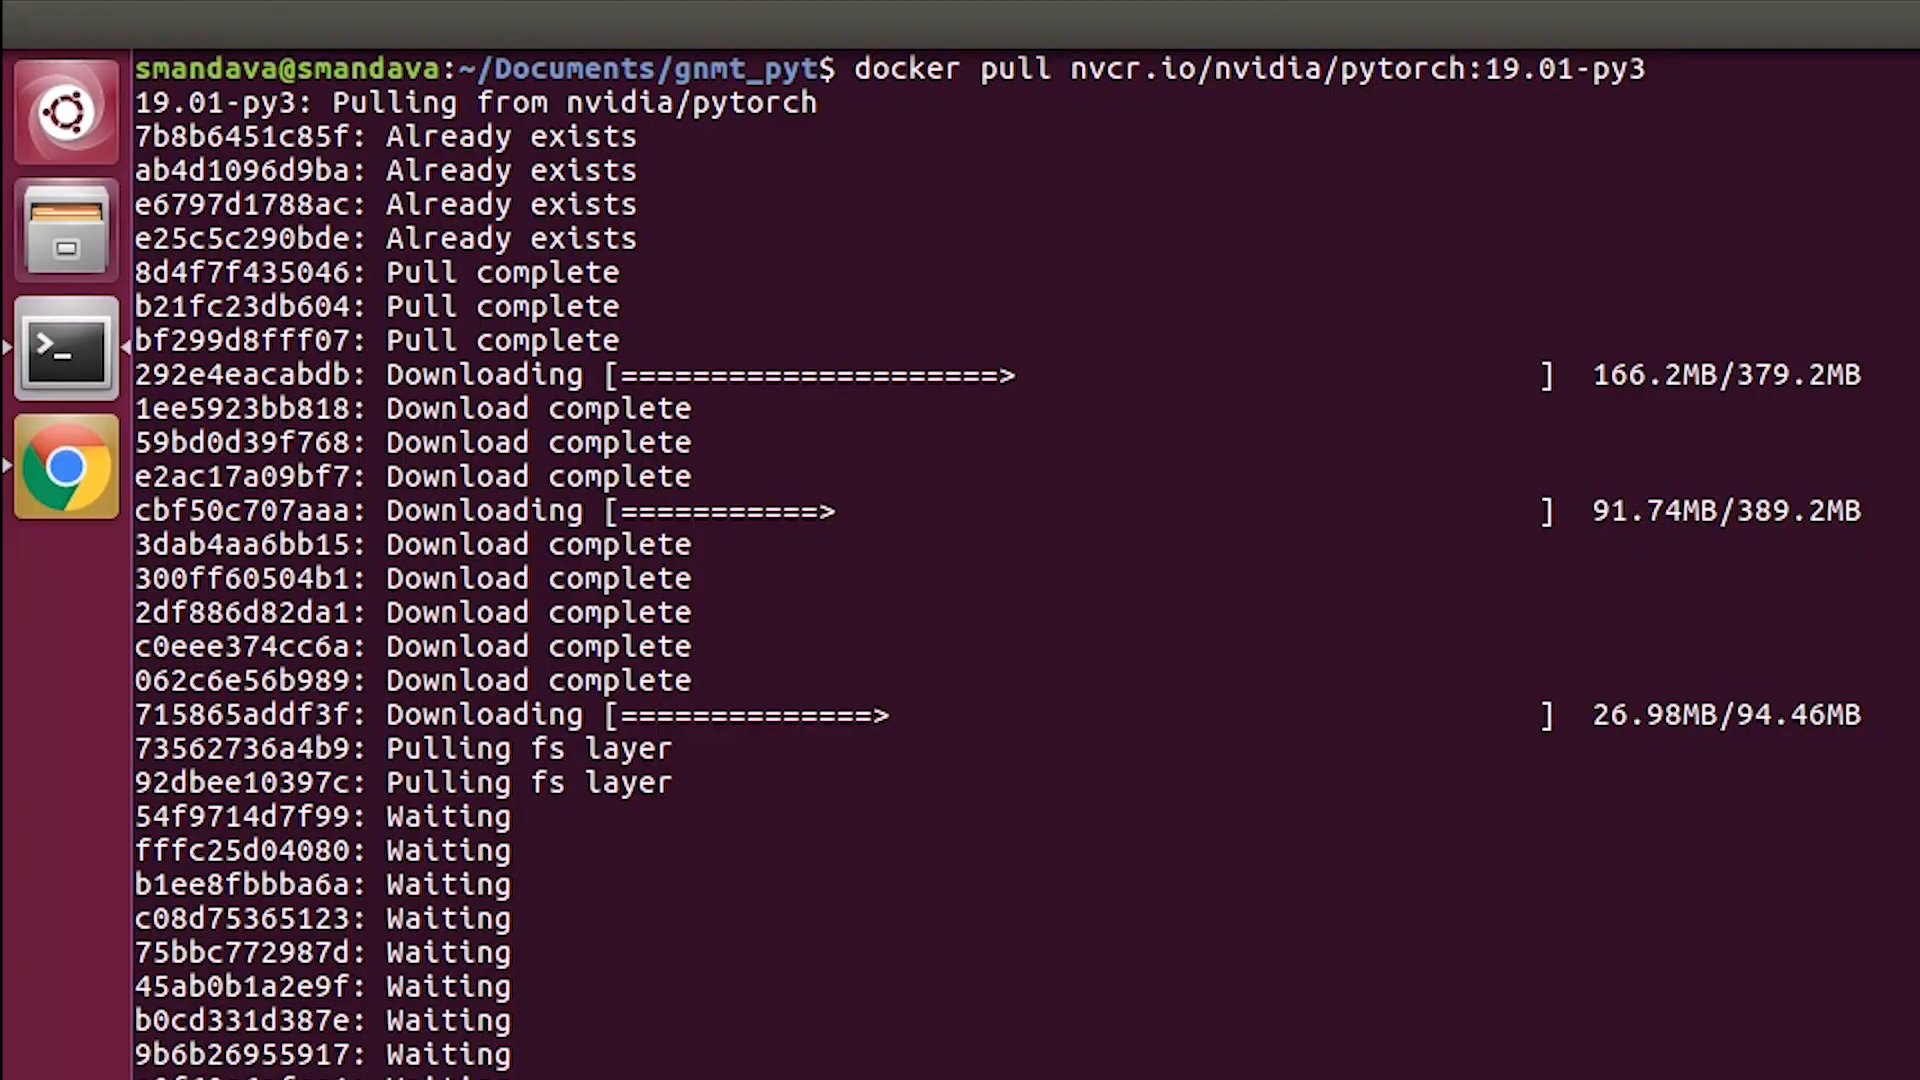 smandava@smandava:~/Documents/gnmt_pyt$ docker pull nvcr.io/nvidia/pytorch:19.01-py3
19.01-py3: Pulling from nvidia/pytorch
7b8b6451c85f: Already exists
ab4d1096d9ba: Already exists
e6797d1788ac: Already exists
e25c5c290bde: Already exists
8d4f7f435046: Pull complete
b21fc23db604: Pull complete
bf299d8fff07: Pull complete
292e4eacabdb: Downloading [=====================>                             ]  166.2MB/379.2MB
1ee5923bb818: Download complete
59bd0d39f768: Download complete
e2ac17a09bf7: Download complete
cbf50c707aaa: Downloading [===========>                                       ]  91.74MB/389.2MB
3dab4aa6bb15: Download complete
300ff60504b1: Download complete
2df886d82da1: Download complete
c0eee374cc6a: Download complete
062c6e56b989: Download complete
715865addf3f: Downloading [==============>                                    ]  26.98MB/94.46MB
73562736a4b9: Pulling fs layer
92dbee10397c: Pulling fs layer
54f9714d7f99: Waiting
fffc25d04080: Waiting
b1ee8fbbba6a: Waiting
c08d75365123: Waiting
75bbc772987d: Waiting
45ab0b1a2e9f: Waiting
b0cd331d387e: Waiting
9b6b26955917: Waiting